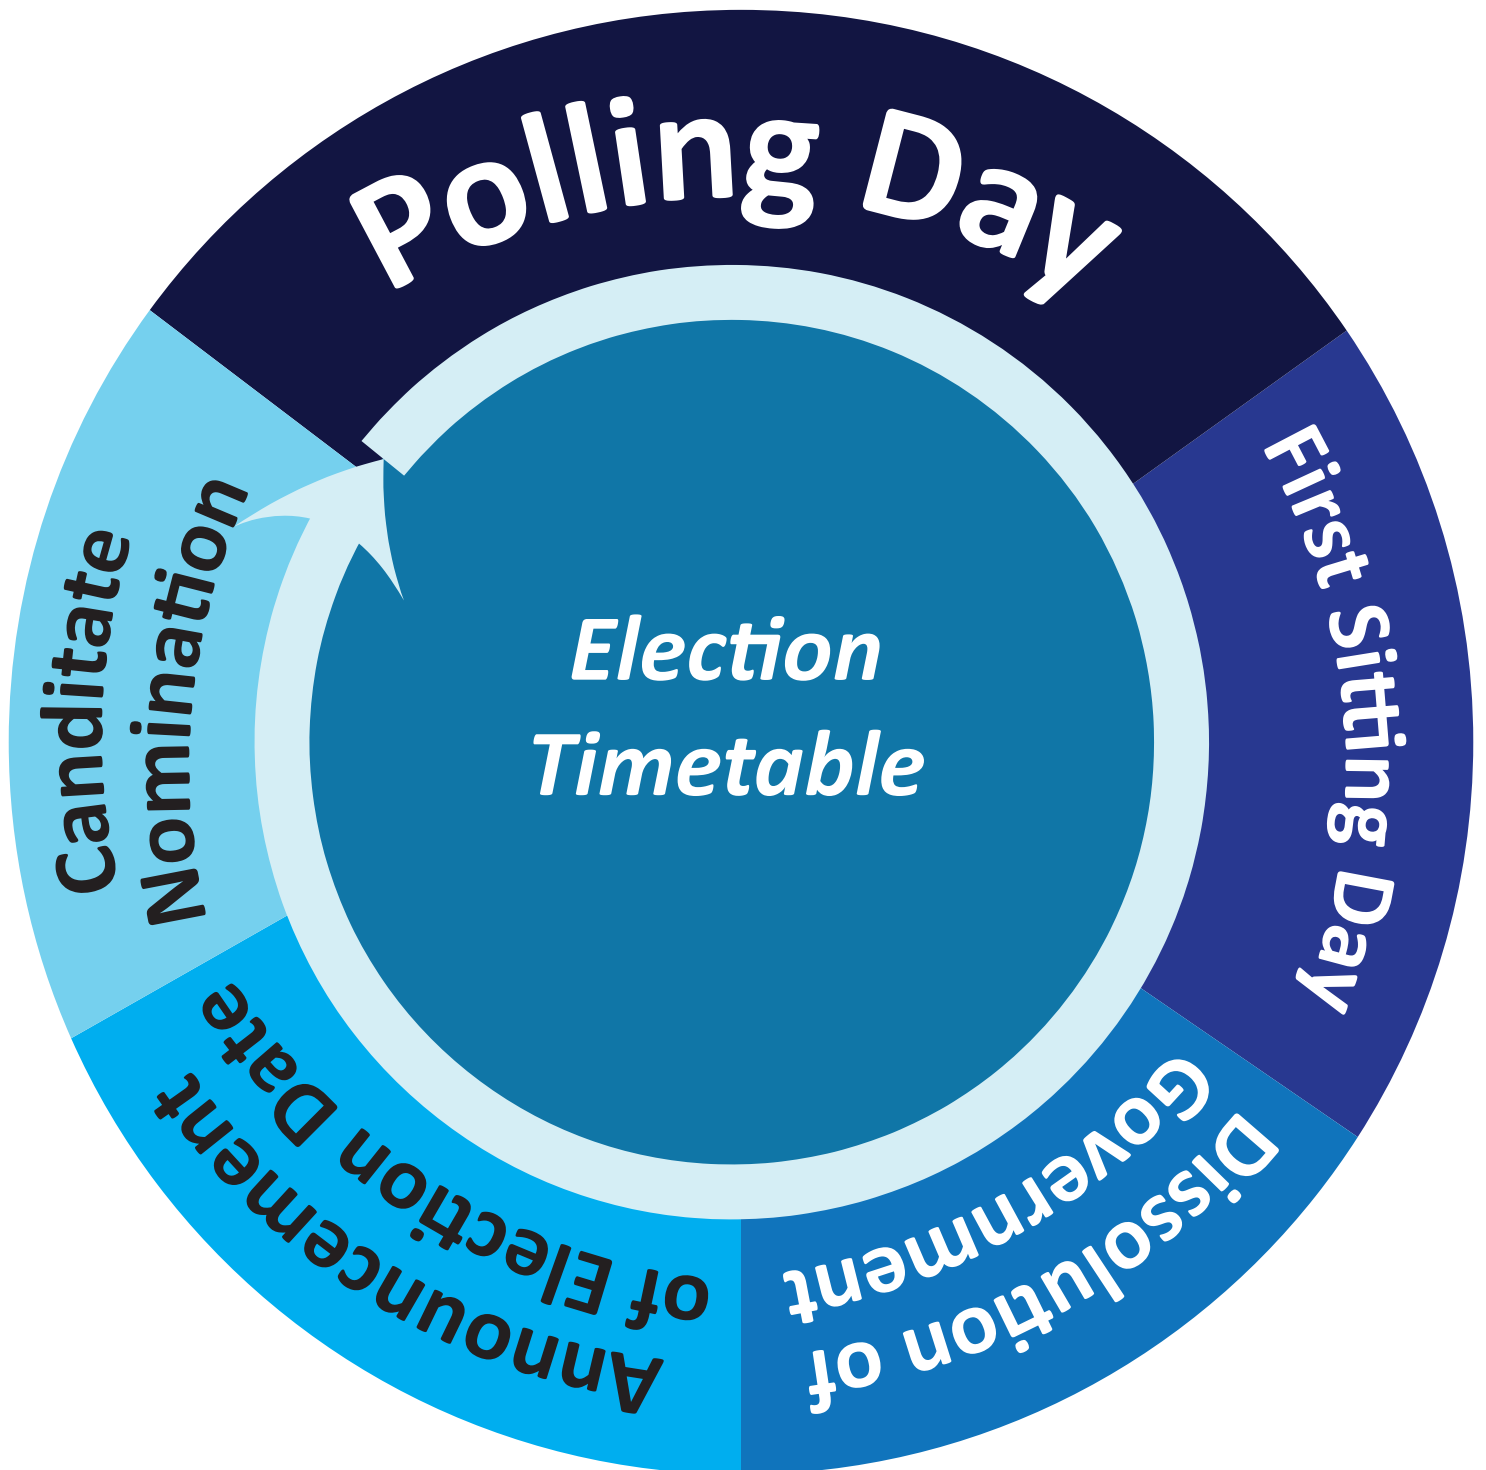 Polling Day
First Sitting Day
Dissolution of
Government
Announcement
of Election Date
Canditate
Nomination
Election
Timetable